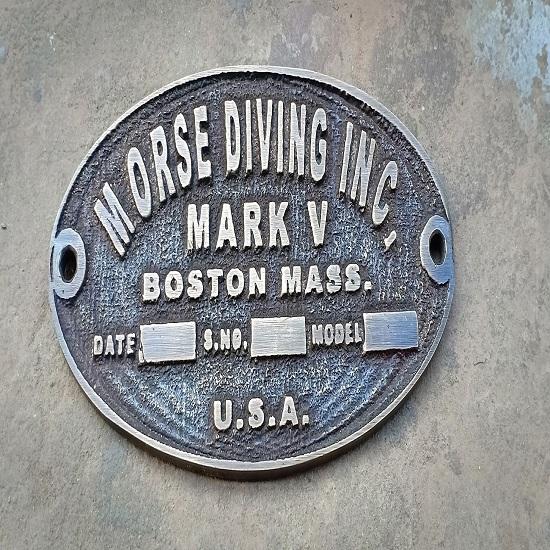 MORSE DIVING INC,
MARK V
BOSTON MASS.
DATE S.NO. MODEL
U.S.A.